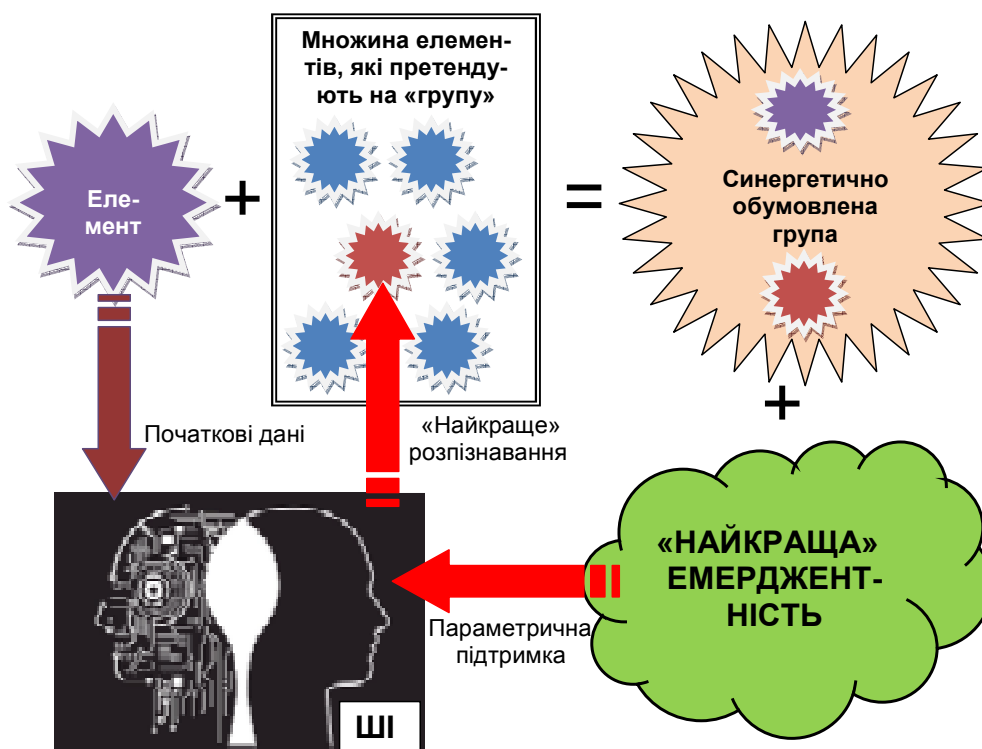 Множина елемен-
тів, які претенду-
ють на «групу»
Еле-
мент
+
=
Синергетично
обумовлена
група
+
Початкові дані
«Найкраще»
розпізнавання
«НАЙКРАЩА»
ЕМЕРДЖЕНТ-
НІСТЬ
Параметрична
підтримка
ШІ